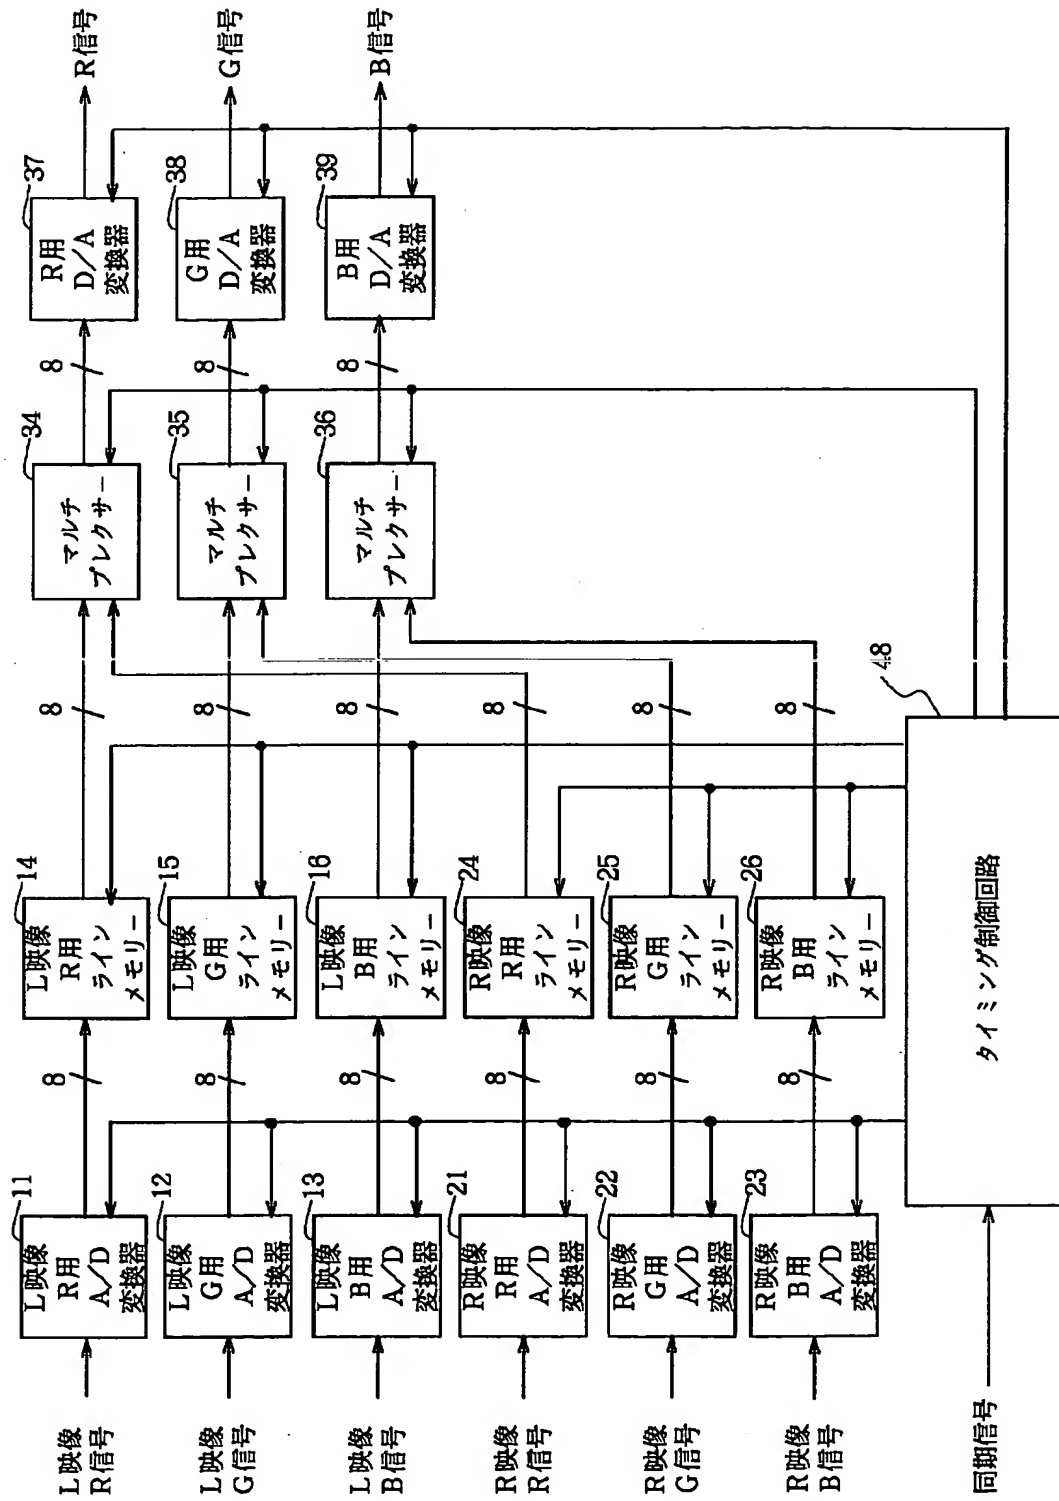 L映像
R信号
L映像
G信号
L映像
B信号
R映像
R信号
R映像
G信号
R映像
B信号
同期信号
11
L映像
R用
A/D
変換器
12
L映像
G用
A/D
変換器
13
L映像
B用
A/D
変換器
21
R映像
R用
A/D
変換器
22
R映像
G用
A/D
変換器
23
R映像
B用
A/D
変換器
8
8
8
8
8
8
14
L映像
R用
ライン
メモリー
15
L映像
G用
ライン
メモリー
16
L映像
B用
ライン
メモリー
24
R映像
R用
ライン
メモリー
25
R映像
G用
ライン
メモリー
26
R映像
B用
ライン
メモリー
タイミング制御回路
48
8
8
8
8
8
8
34
マルチ
プレクサー
35
マルチ
プレクサー
36
マルチ
プレクサー
8
8
8
37
R用
D/A
変換器
38
G用
D/A
変換器
39
B用
D/A
変換器
R信号
G信号
B信号